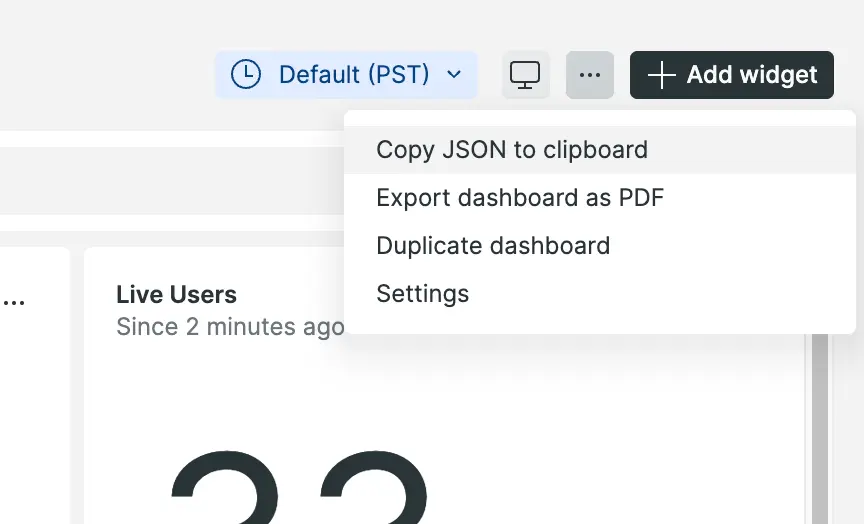 Default (PST)
...
+ Add widget
Copy JSON to clipboard
Export dashboard as PDF
Duplicate dashboard
Settings
...
Live Users
Since 2 minutes ago